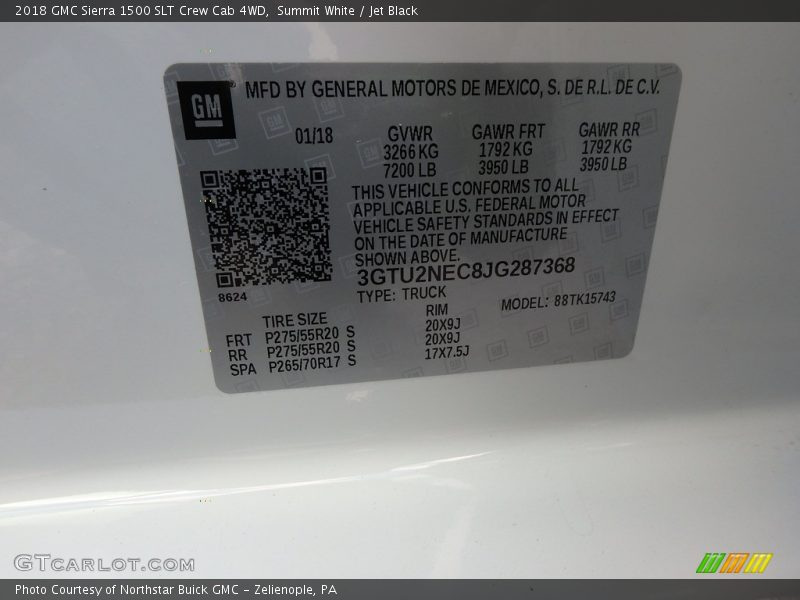 2018 GMC Sierra 1500 SLT Crew Cab 4WD, Summit White / Jet Black
GM
MFD BY GENERAL MOTORS DE MEXICO, S. DE R.L. DE C.V.
01/18 GVWR GAWR FRT GAWR RR
3266 KG 1792 KG 1792 KG
7200 LB 3950 LB 3950 LB
THIS VEHICLE CONFORMS TO ALL
APPLICABLE U.S. FEDERAL MOTOR
VEHICLE SAFETY STANDARDS IN EFFECT
ON THE DATE OF MANUFACTURE
SHOWN ABOVE.
8624
3GTU2NEC8JG287368
TYPE: TRUCK MODEL: 88TK15743
TIRE SIZE RIM
FRT P275/55R20 S 20X9J
RR P275/55R20 S 20X9J
SPA P265/70R17 S 17X7.5J
GTCARLOT.COM
Photo Courtesy of Northstar Buick GMC - Zelienople, PA